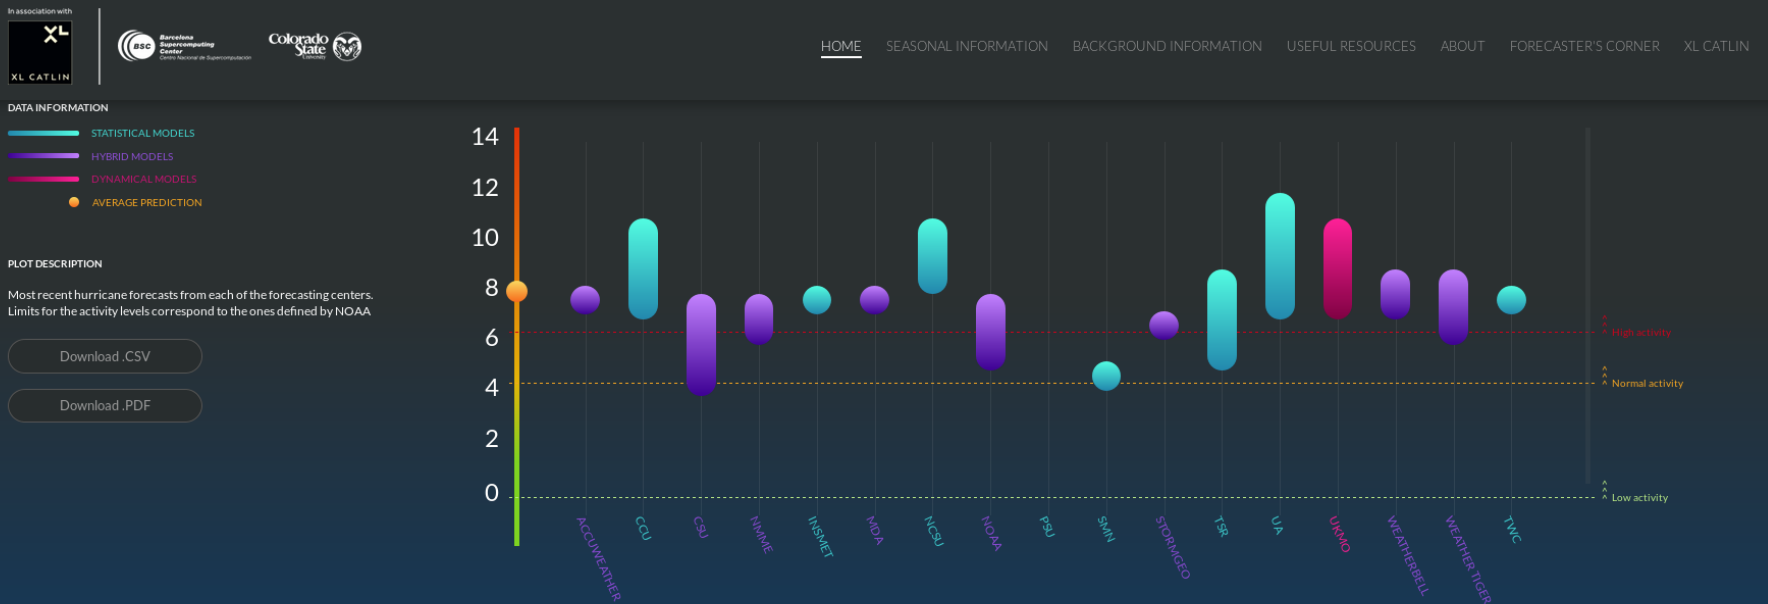 In association with
XL
XL CATLIN
BSC
Barcelona
Supercomputing
Center
Centro Nacional de Supercomputación
Colorado
State
University
HOME
SEASONAL INFORMATION
BACKGROUND INFORMATION
USEFUL RESOURCES
ABOUT
FORECASTER'S CORNER
XL CATLIN
DATA INFORMATION
STATISTICAL MODELS
HYBRID MODELS
DYNAMICAL MODELS
AVERAGE PREDICTION
PLOT DESCRIPTION
Most recent hurricane forecasts from each of the forecasting centers.
Limits for the activity levels correspond to the ones defined by NOAA
Download .CSV
Download .PDF
14
12
10
8
6
4
2
0
High activity
Normal activity
Low activity
ACCUWEATHER
CCU
CSU
NMME
INSMET
MDA
NCSU
NOAA
PSU
SMN
STORMGEO
TSR
UA
UKMO
WEATHERBELL
WEATHER TIGER
TWC